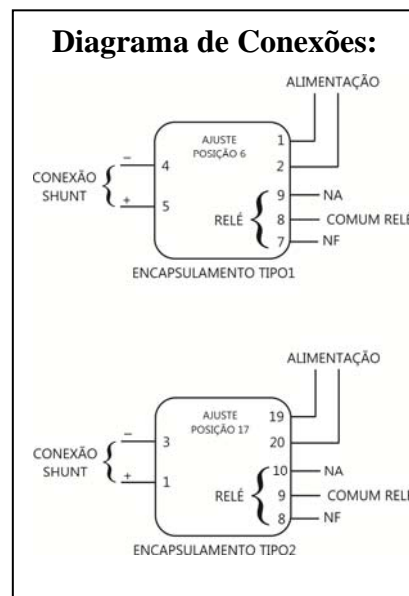 Diagrama de Conexões:
ALIMENTAÇÃO
AJUSTE
POSIÇÃO 6
1
2
− 4
CONEXÃO
SHUNT
+ 5
9 NA
RELÉ 8 COMUM RELÉ
7 NF
ENCAPSULAMENTO TIPO1
ALIMENTAÇÃO
AJUSTE
POSIÇÃO 17
19
20
− 3
CONEXÃO
SHUNT
+ 1
10 NA
RELÉ 9 COMUM RELÉ
8 NF
ENCAPSULAMENTO TIPO2